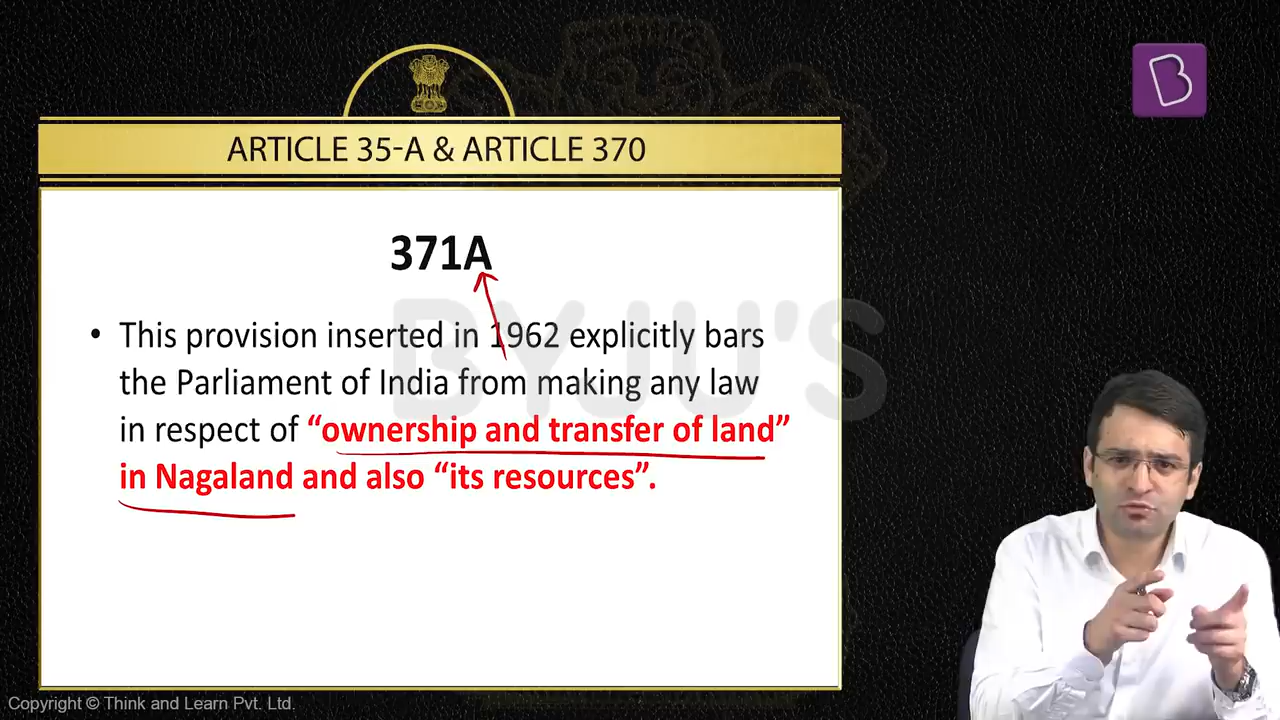 ARTICLE 35-A & ARTICLE 370
371A
• This provision inserted in 1962 explicitly bars
the Parliament of India from making any law
in respect of “ownership and transfer of land”
in Nagaland and also “its resources”.
BYJU'S
Copyright © Think and Learn Pvt. Ltd.